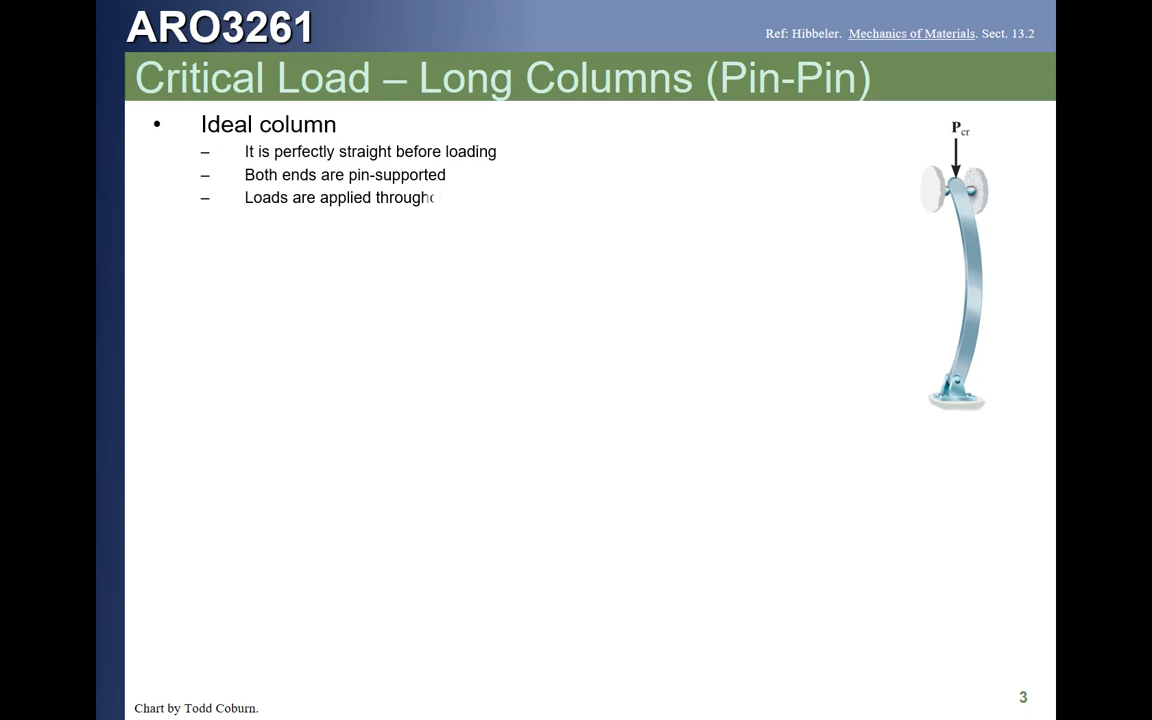 ARO3261
Ref: Hibbeler. Mechanics of Materials. Sect. 13.2
Critical Load – Long Columns (Pin-Pin)
• Ideal column
– It is perfectly straight before loading
– Both ends are pin-supported
– Loads are applied through
Pcr
3
Chart by Todd Coburn.